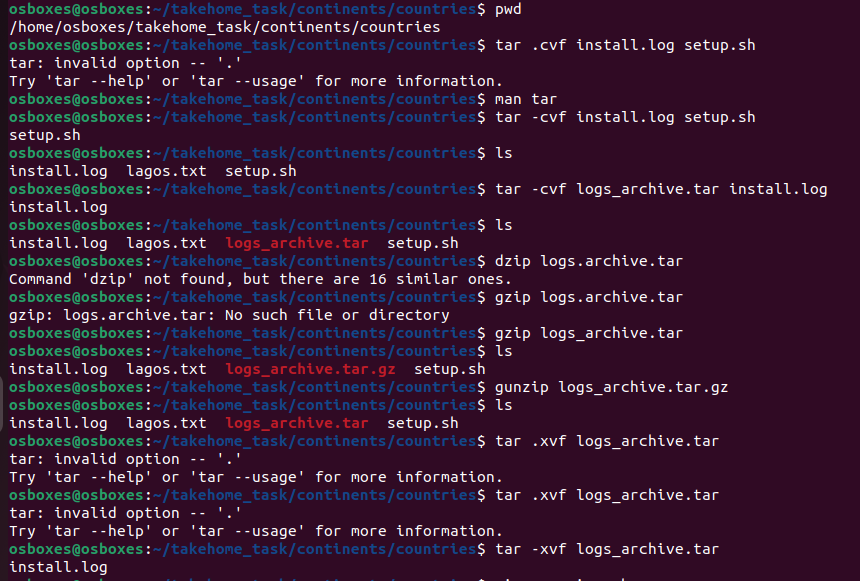 osboxes@osboxes:~/takehome_task/continents/countries$ pwd
/home/osboxes/takehome_task/continents/countries
osboxes@osboxes:~/takehome_task/continents/countries$ tar .cvf install.log setup.sh
tar: invalid option -- '.'
Try 'tar --help' or 'tar --usage' for more information.
osboxes@osboxes:~/takehome_task/continents/countries$ man tar
osboxes@osboxes:~/takehome_task/continents/countries$ tar -cvf install.log setup.sh
setup.sh
osboxes@osboxes:~/takehome_task/continents/countries$ ls
install.log  lagos.txt  setup.sh
osboxes@osboxes:~/takehome_task/continents/countries$ tar -cvf logs_archive.tar install.log
install.log
osboxes@osboxes:~/takehome_task/continents/countries$ ls
install.log  lagos.txt  logs_archive.tar  setup.sh
osboxes@osboxes:~/takehome_task/continents/countries$ dzip logs.archive.tar
Command 'dzip' not found, but there are 16 similar ones.
osboxes@osboxes:~/takehome_task/continents/countries$ gzip logs.archive.tar
gzip: logs.archive.tar: No such file or directory
osboxes@osboxes:~/takehome_task/continents/countries$ gzip logs_archive.tar
osboxes@osboxes:~/takehome_task/continents/countries$ ls
install.log  lagos.txt  logs_archive.tar.gz  setup.sh
osboxes@osboxes:~/takehome_task/continents/countries$ gunzip logs_archive.tar.gz
osboxes@osboxes:~/takehome_task/continents/countries$ ls
install.log  lagos.txt  logs_archive.tar  setup.sh
osboxes@osboxes:~/takehome_task/continents/countries$ tar .xvf logs_archive.tar
tar: invalid option -- '.'
Try 'tar --help' or 'tar --usage' for more information.
osboxes@osboxes:~/takehome_task/continents/countries$ tar .xvf logs_archive.tar
tar: invalid option -- '.'
Try 'tar --help' or 'tar --usage' for more information.
osboxes@osboxes:~/takehome_task/continents/countries$ tar -xvf logs_archive.tar
install.log